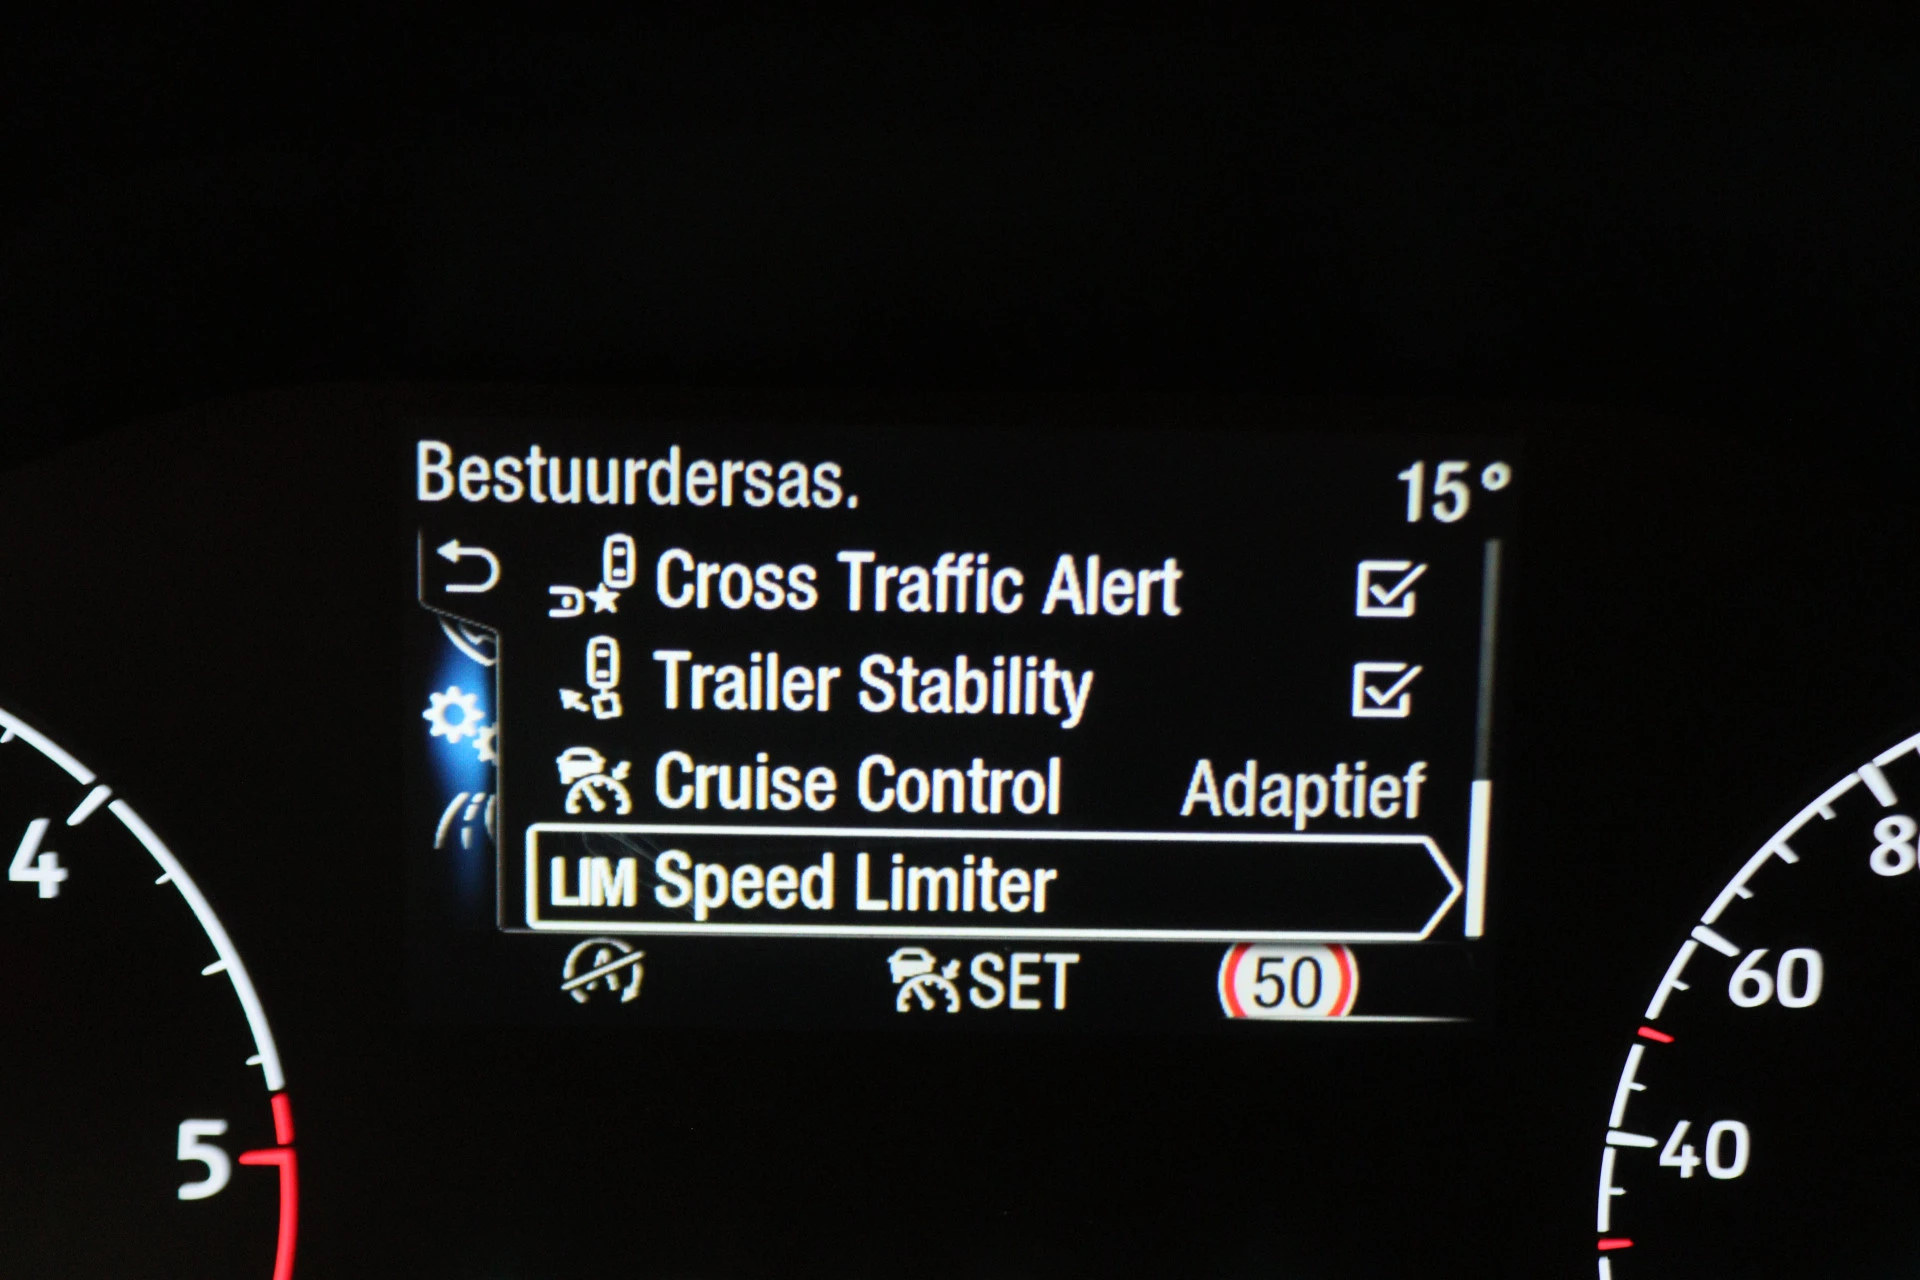 Bestuurdersas. 15°
Cross Traffic Alert
Trailer Stability
Cruise Control Adaptief
LIM Speed Limiter
A SET 50
4
5
80
60
40